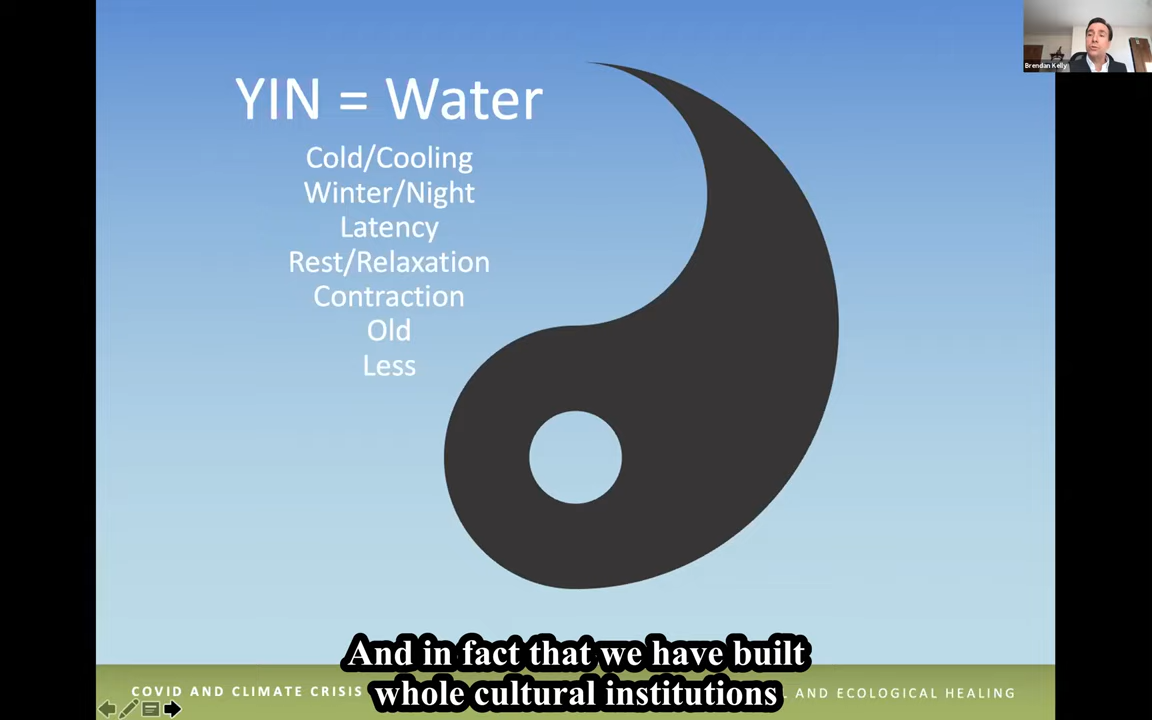 Brendan Kelly
YIN = Water
Cold/Cooling
Winter/Night
Latency
Rest/Relaxation
Contraction
Old
Less
And in fact that we have built
whole cultural institutions
COVID AND CLIMATE CRISIS
AND ECOLOGICAL HEALING